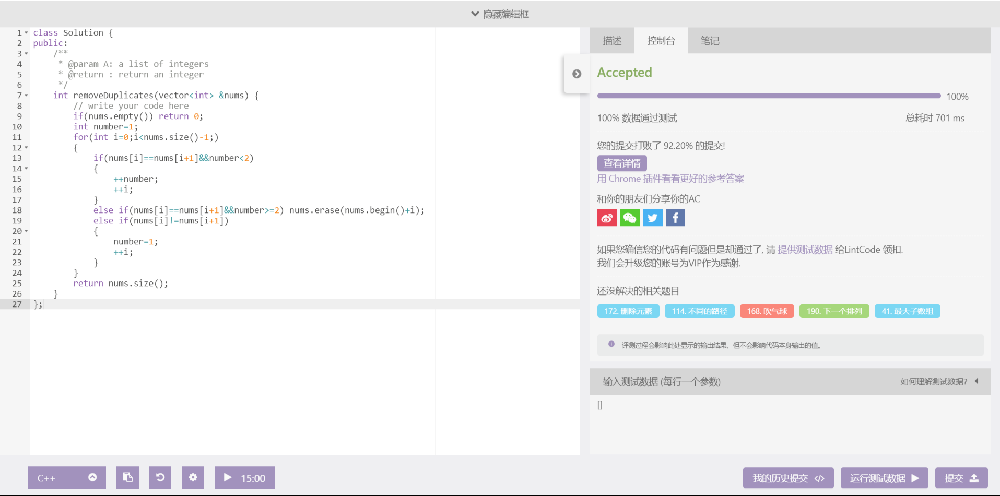 隐藏编辑框
1 class Solution {
2 public:
3     /**
4      * @param A: a list of integers
5      * @return : return an integer
6      */
7     int removeDuplicates(vector<int> &nums) {
8         // write your code here
9         if(nums.empty()) return 0;
10         int number=1;
11         for(int i=0;i<nums.size()-1;)
12         {
13             if(nums[i]==nums[i+1]&&number<2)
14             {
15                 ++number;
16                 ++i;
17             }
18             else if(nums[i]==nums[i+1]&&number>=2) nums.erase(nums.begin()+i);
19             else if(nums[i]!=nums[i+1])
20             {
21                 number=1;
22                 ++i;
23             }
24         }
25         return nums.size();
26     }
27 };
描述 控制台 笔记
Accepted
100%
100% 数据通过测试 总耗时 701 ms
您的提交打败了 92.20% 的提交!
查看详情
用 Chrome 插件看看更好的参考答案
和你的朋友们分享你的AC
如果您确信您的代码有问题但是却通过了, 请 提供测试数据 给LintCode 领扣.
我们会升级您的账号为VIP作为感谢.
还没解决的相关题目
172. 删除元素 114. 不同的路径 168. 吹气球 190. 下一个排列 41. 最大子数组
评测过程会影响此处显示的输出结果，但不会影响代码本身输出的值。
输入测试数据 (每行一个参数) 如何理解测试数据?
[]
C++ 15:00 我的历史提交 运行测试数据 提交